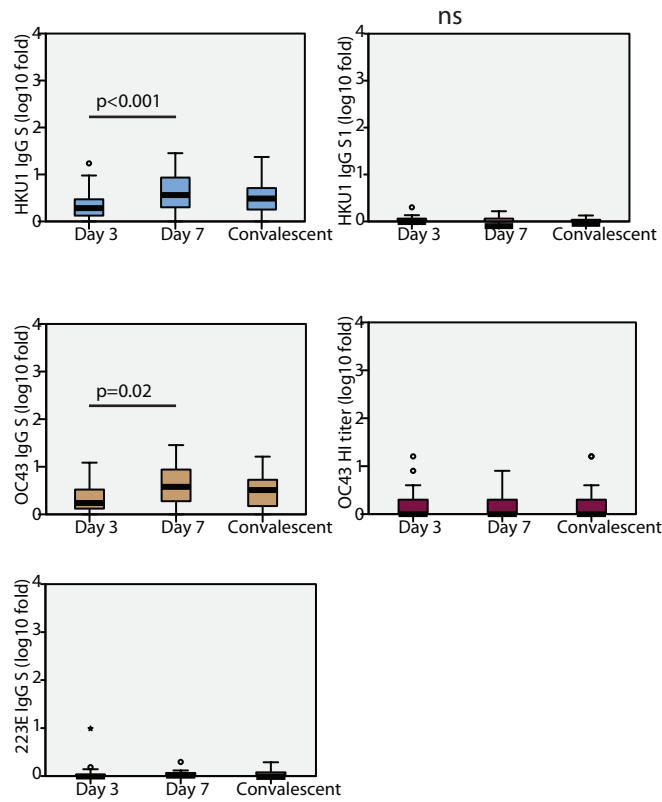 ns
HKU1 IgG S (log10 fold)
4
3
2
1
0
p<0.001
Day 3 Day 7 Convalescent
HKU1 IgG S1 (log10 fold)
4
3
2
1
0
Day 3 Day 7 Convalescent
OC43 IgG S (log10 fold)
4
3
2
1
0
p=0.02
Day 3 Day 7 Convalescent
OC43 HI titer (log10 fold)
4
3
2
1
0
Day 3 Day 7 Convalescent
223E IgG S (log10 fold)
4
3
2
1
0
Day 3 Day 7 Convalescent